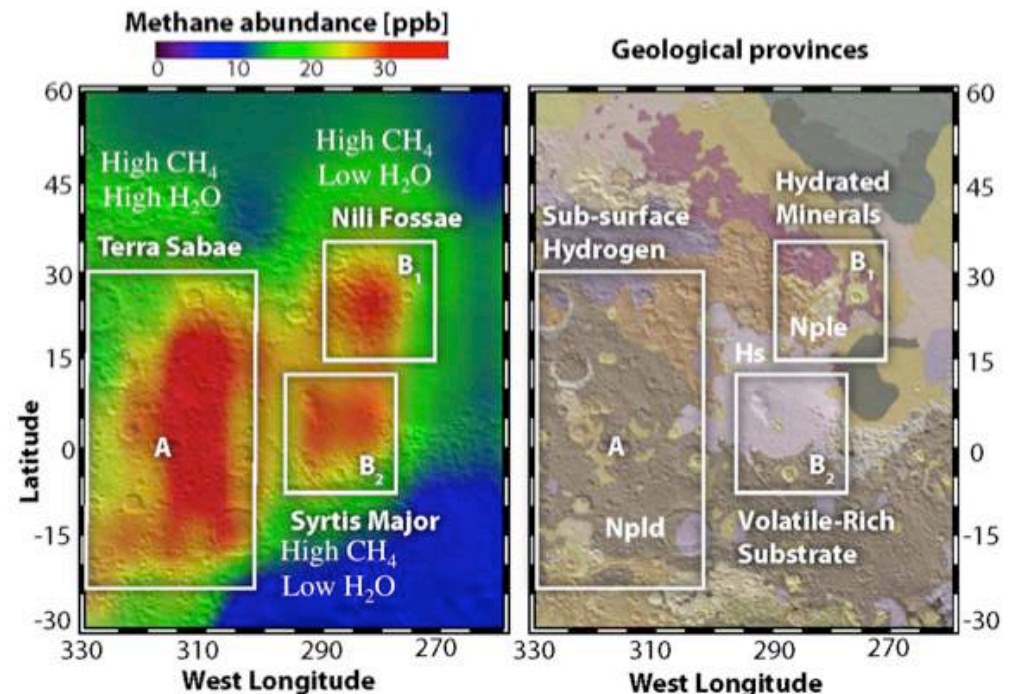 Methane abundance [ppb]
0 10 20 30
Geological provinces
60
45
30
15
0
-15
-30
Latitude
High CH₄
High H₂O
High CH₄
Low H₂O
Nili Fossae
Terra Sabae
B₁
A
B₂
Syrtis Major
High CH₄
Low H₂O
330 310 290 270
West Longitude
Hydrated
Minerals
Sub-surface
Hydrogen
B₁
Nple
Hs
A
B₂
Npld
Volatile-Rich
Substrate
60
45
30
15
0
-15
-30
330 310 290 270
West Longitude